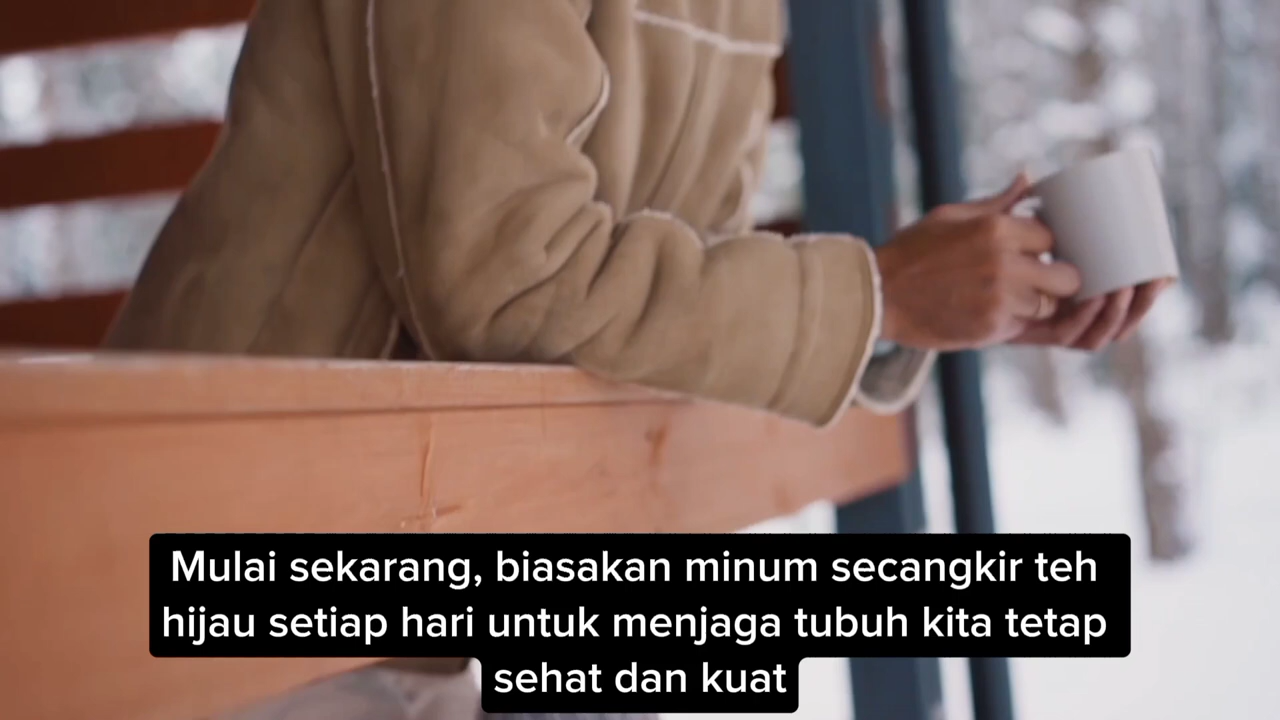 Mulai sekarang, biasakan minum secangkir teh
hijau setiap hari untuk menjaga tubuh kita tetap
sehat dan kuat